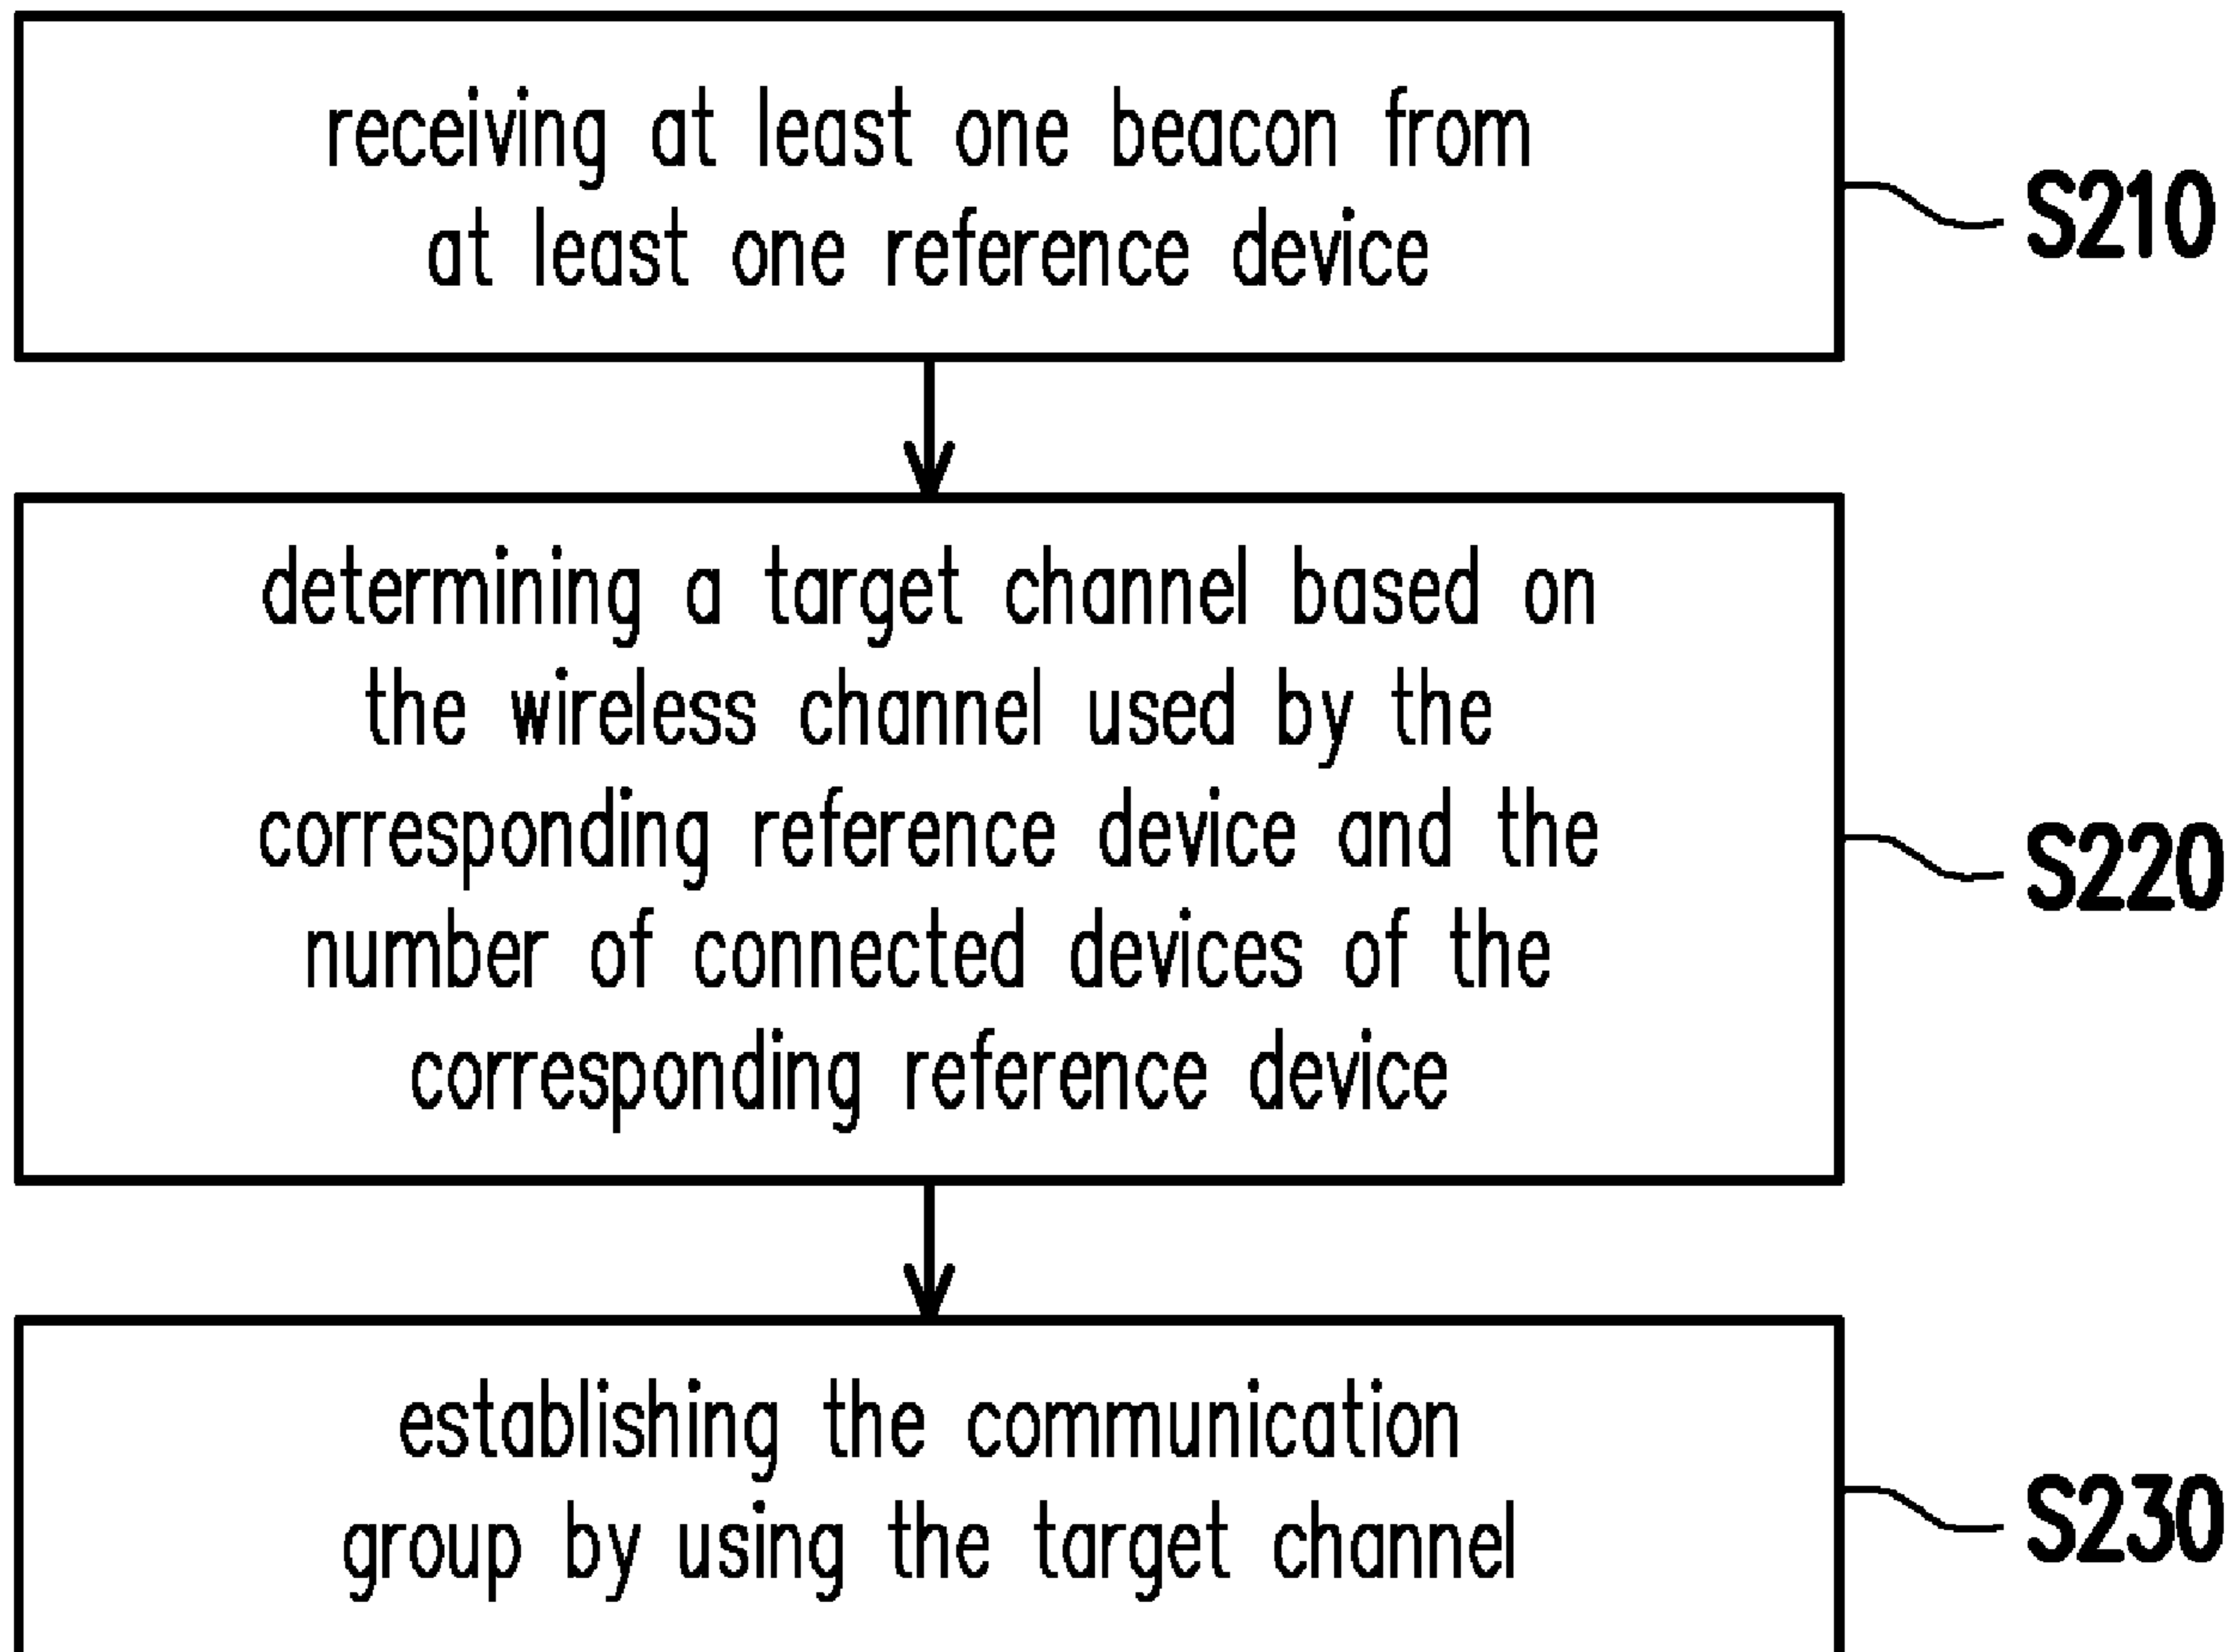 receiving at least one beacon from
at least one reference device
S210
determining a target channel based on
the wireless channel used by the
corresponding reference device and the
number of connected devices of the
corresponding reference device
S220
establishing the communication
group by using the target channel
S230